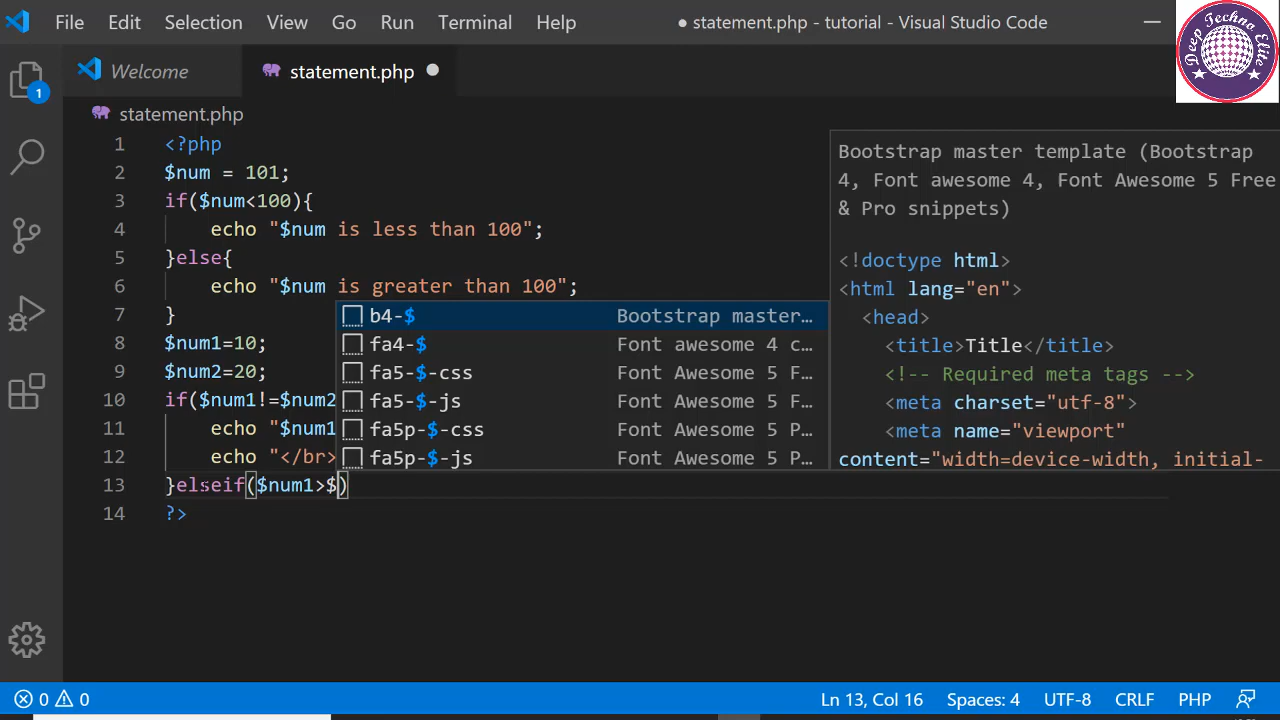 File Edit Selection View Go Run Terminal Help ● statement.php - tutorial - Visual Studio Code
Deep Techno Elite
1
Welcome
statement.php
statement.php
1 <?php
2 $num = 101;
3 if($num<100){
4 echo "$num is less than 100";
5 }else{
6 echo "$num is greater than 100";
7 }
8 $num1=10;
9 $num2=20;
10 if($num1!=$num2
11 echo "$num1
12 echo "</br>
13 }elseif($num1>$)
14 ?>
b4-$ Bootstrap master…
fa4-$ Font awesome 4 c…
fa5-$-css Font Awesome 5 F…
fa5-$-js Font Awesome 5 F…
fa5p-$-css Font Awesome 5 P…
fa5p-$-js Font Awesome 5 P…
Bootstrap master template (Bootstrap
4, Font awesome 4, Font Awesome 5 Free
& Pro snippets)
<!doctype html>
<html lang="en">
<head>
<title>Title</title>
<!-- Required meta tags -->
<meta charset="utf-8">
<meta name="viewport"
content="width=device-width, initial-
0 0 Ln 13, Col 16 Spaces: 4 UTF-8 CRLF PHP